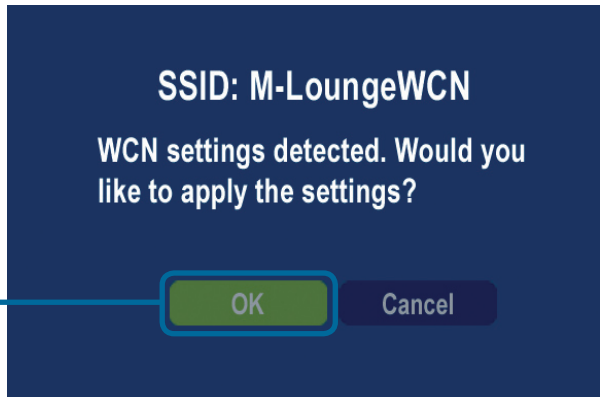 SSID: M-LoungeWCN
WCN settings detected. Would you
like to apply the settings?
OK
Cancel